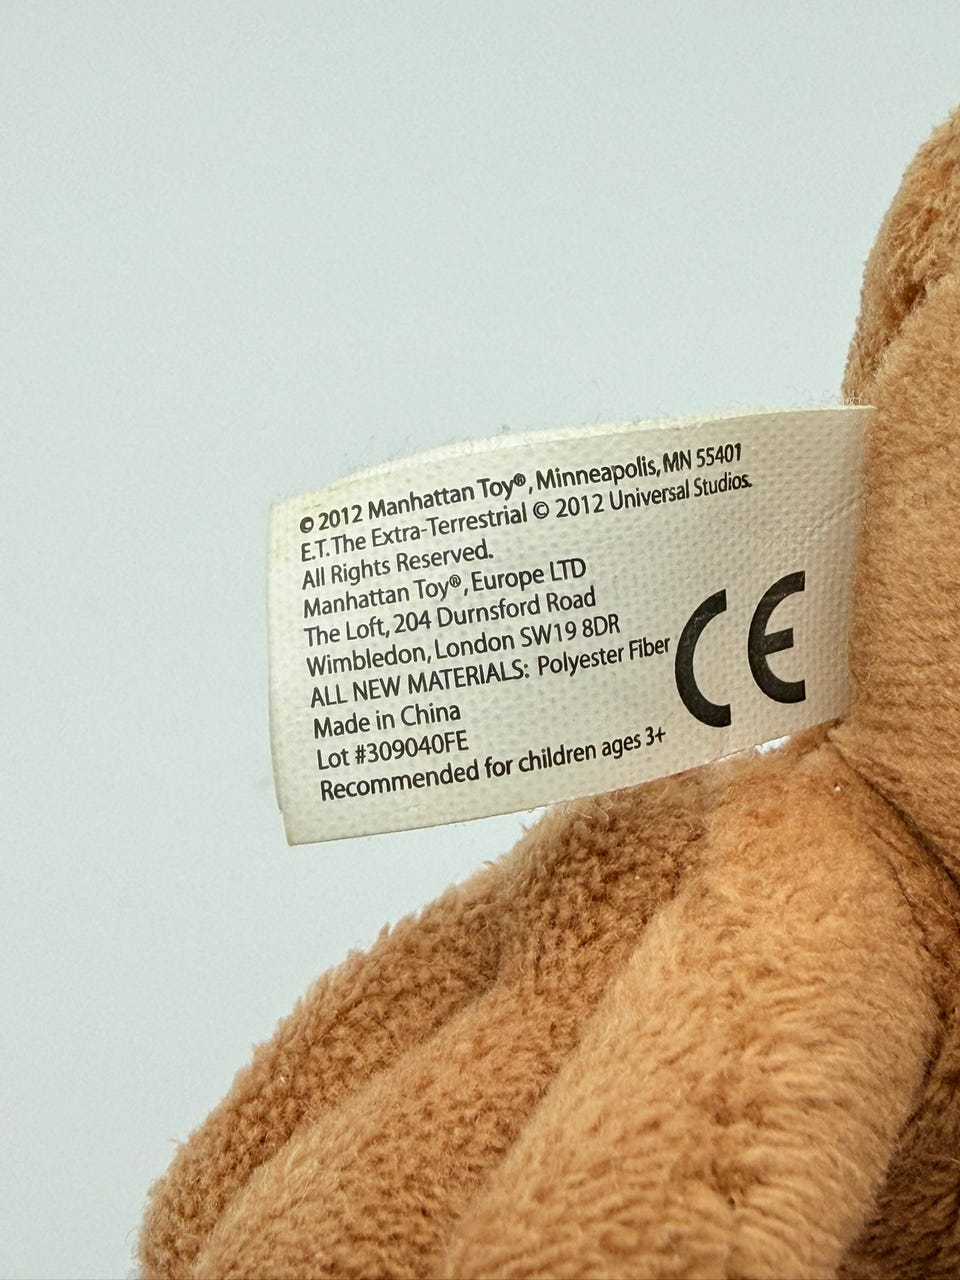 © 2012 Manhattan Toy®, Minneapolis, MN 55401
E.T. The Extra-Terrestrial © 2012 Universal Studios.
All Rights Reserved.
Manhattan Toy®, Europe LTD
The Loft, 204 Durnsford Road
Wimbledon, London SW19 8DR
ALL NEW MATERIALS: Polyester Fiber
Made in China
Lot #309040FE
Recommended for children ages 3+
CE